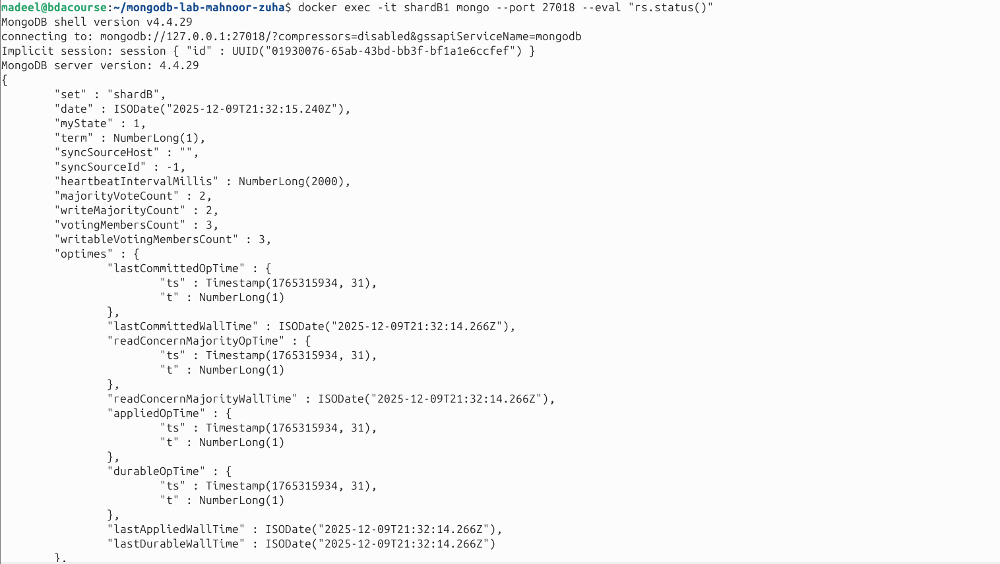 madeel@bdacourse:~/mongodb-lab-mahnoor-zuha$ docker exec -it shardB1 mongo --port 27018 --eval "rs.status()"
MongoDB shell version v4.4.29
connecting to: mongodb://127.0.0.1:27018/?compressors=disabled&gssapiServiceName=mongodb
Implicit session: session { "id" : UUID("01930076-65ab-43bd-bb3f-bf1a1e6ccfef") }
MongoDB server version: 4.4.29
{
        "set" : "shardB",
        "date" : ISODate("2025-12-09T21:32:15.240Z"),
        "myState" : 1,
        "term" : NumberLong(1),
        "syncSourceHost" : "",
        "syncSourceId" : -1,
        "heartbeatIntervalMillis" : NumberLong(2000),
        "majorityVoteCount" : 2,
        "writeMajorityCount" : 2,
        "votingMembersCount" : 3,
        "writableVotingMembersCount" : 3,
        "optimes" : {
                "lastCommittedOpTime" : {
                        "ts" : Timestamp(1765315934, 31),
                        "t" : NumberLong(1)
                },
                "lastCommittedWallTime" : ISODate("2025-12-09T21:32:14.266Z"),
                "readConcernMajorityOpTime" : {
                        "ts" : Timestamp(1765315934, 31),
                        "t" : NumberLong(1)
                },
                "readConcernMajorityWallTime" : ISODate("2025-12-09T21:32:14.266Z"),
                "appliedOpTime" : {
                        "ts" : Timestamp(1765315934, 31),
                        "t" : NumberLong(1)
                },
                "durableOpTime" : {
                        "ts" : Timestamp(1765315934, 31),
                        "t" : NumberLong(1)
                },
                "lastAppliedWallTime" : ISODate("2025-12-09T21:32:14.266Z"),
                "lastDurableWallTime" : ISODate("2025-12-09T21:32:14.266Z")
        },